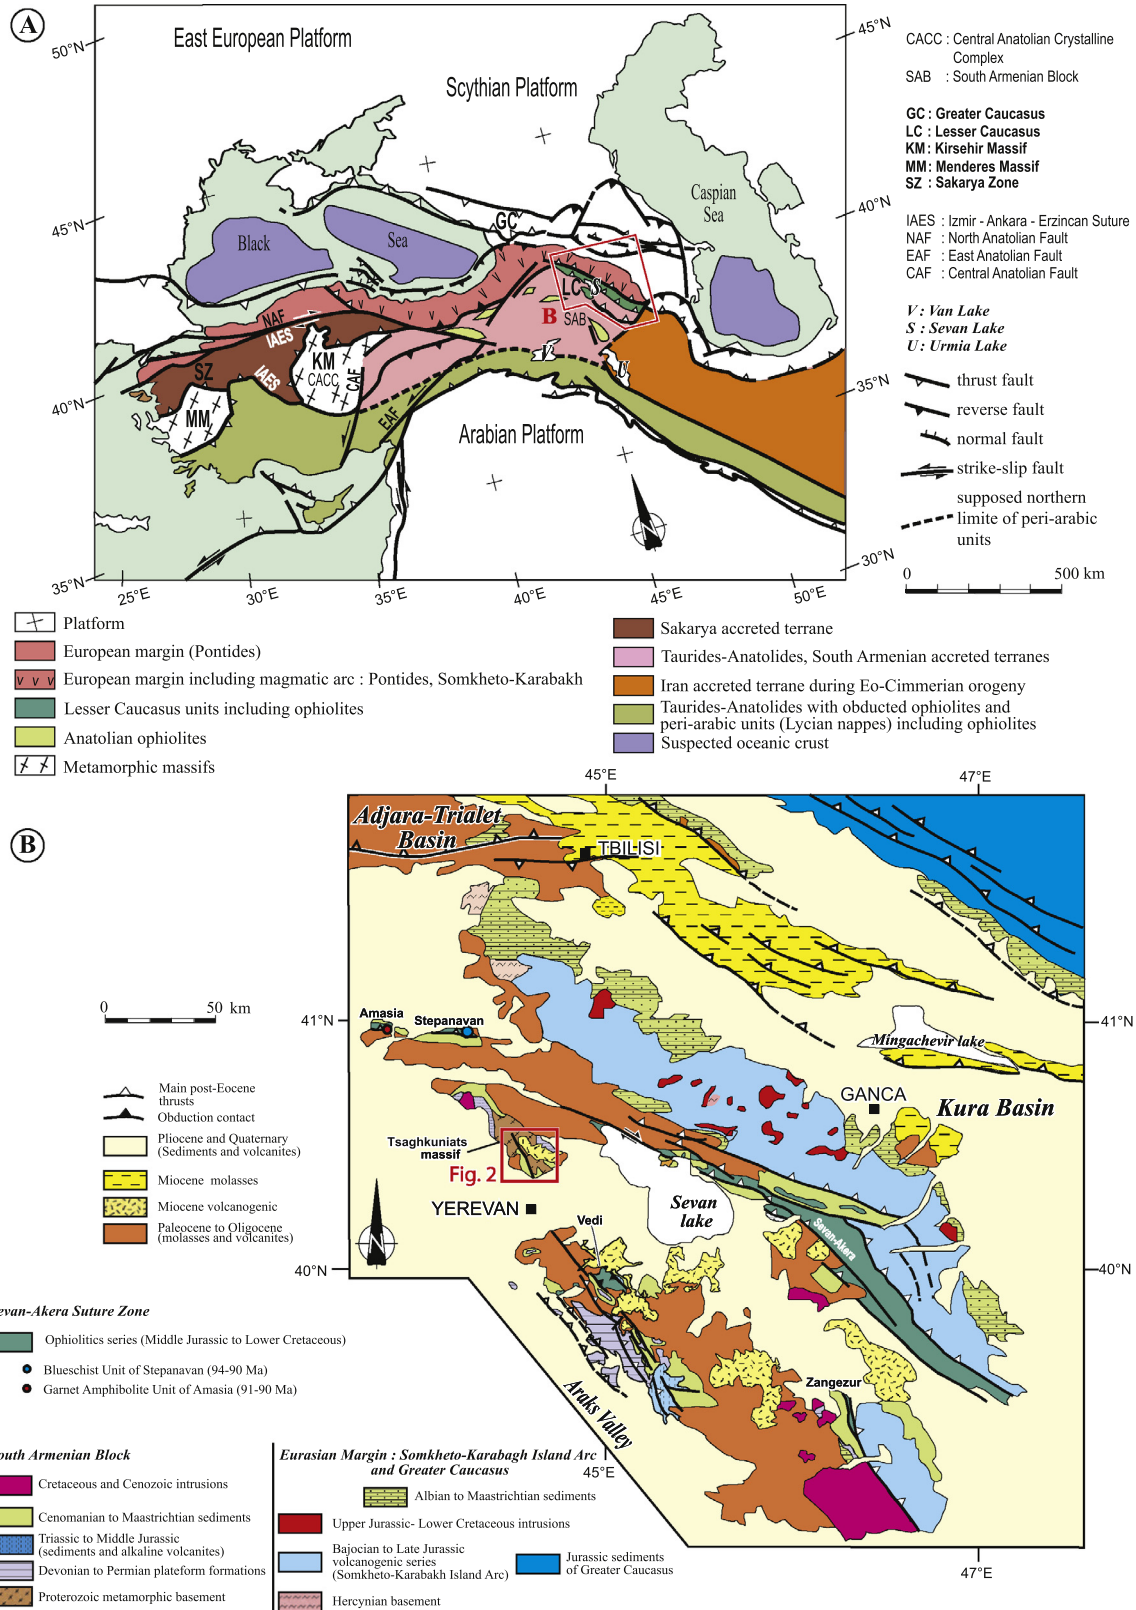 A
East European Platform
Scythian Platform
50°N
45°N
40°N
35°N
45°N
40°N
35°N
30°N
25°E
30°E
35°E
40°E
45°E
50°E
Black
Sea
Caspian
Sea
GC
LC
S
B
SAB
V
U
NAF
IAES
IAES
SZ
KM
CACC
CAF
MM
EAF
Arabian Platform
N
CACC : Central Anatolian Crystalline
Complex
SAB : South Armenian Block
GC : Greater Caucasus
LC : Lesser Caucasus
KM : Kirsehir Massif
MM : Menderes Massif
SZ : Sakarya Zone
IAES : Izmir - Ankara - Erzincan Suture
NAF : North Anatolian Fault
EAF : East Anatolian Fault
CAF : Central Anatolian Fault
V : Van Lake
S : Sevan Lake
U : Urmia Lake
thrust fault
reverse fault
normal fault
strike-slip fault
supposed northern
limite of peri-arabic
units
0 500 km
Platform
European margin (Pontides)
European margin including magmatic arc : Pontides, Somkheto-Karabakh
Lesser Caucasus units including ophiolites
Anatolian ophiolites
Metamorphic massifs
Sakarya accreted terrane
Taurides-Anatolides, South Armenian accreted terranes
Iran accreted terrane during Eo-Cimmerian orogeny
Taurides-Anatolides with obducted ophiolites and
peri-arabic units (Lycian nappes) including ophiolites
Suspected oceanic crust
B
45°E
47°E
Adjara-Trialet
Basin
TBILISI
0 50 km
41°N
41°N
Amasia
Stepanavan
Mingachevir lake
GANCA
Kura Basin
Tsaghkuniats
massif
Fig. 2
YEREVAN
Sevan
lake
Vedi
Sevan-Akera
40°N
40°N
Zangezur
Araks Valley
45°E
47°E
N
Main post-Eocene
thrusts
Obduction contact
Pliocene and Quaternary
(Sediments and volcanites)
Miocene molasses
Miocene volcanogenic
Paleocene to Oligocene
(molasses and volcanites)
evan-Akera Suture Zone
Ophiolitics series (Middle Jurassic to Lower Cretaceous)
Blueschist Unit of Stepanavan (94-90 Ma)
Garnet Amphibolite Unit of Amasia (91-90 Ma)
outh Armenian Block
Cretaceous and Cenozoic intrusions
Cenomanian to Maastrichtian sediments
Triassic to Middle Jurassic
(sediments and alkaline volcanites)
Devonian to Permian plateform formations
Proterozoic metamorphic basement
Eurasian Margin : Somkheto-Karabagh Island Arc
and Greater Caucasus
Albian to Maastrichtian sediments
Upper Jurassic- Lower Cretaceous intrusions
Bajocian to Late Jurassic
volcanogenic series
(Somkheto-Karabakh Island Arc)
Jurassic sediments
of Greater Caucasus
Hercynian basement